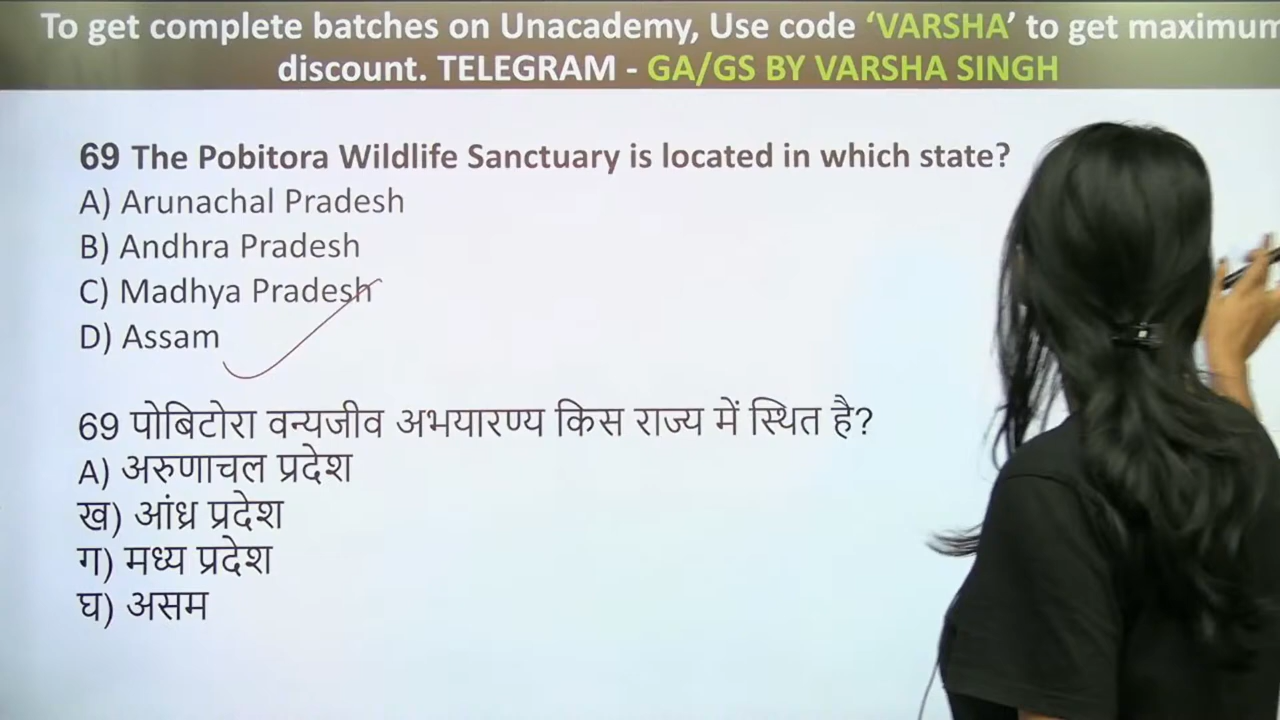 To get complete batches on Unacademy, Use code ‘VARSHA’ to get maximum
discount. TELEGRAM - GA/GS BY VARSHA SINGH
69 The Pobitora Wildlife Sanctuary is located in which state?
A) Arunachal Pradesh
B) Andhra Pradesh
C) Madhya Pradesh
D) Assam
69 पोबिटोरा वन्यजीव अभयारण्य किस राज्य में स्थित है?
A) अरुणाचल प्रदेश
ख) आंध्र प्रदेश
ग) मध्य प्रदेश
घ) असम